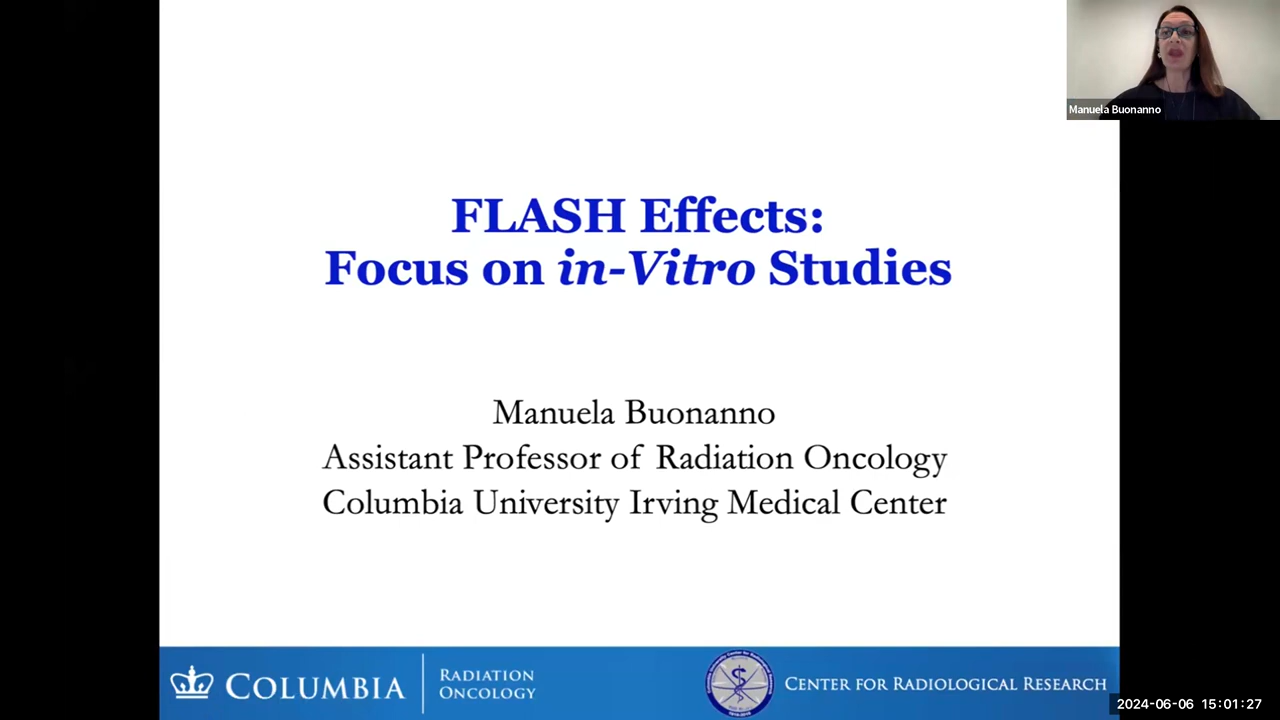 Manuela Buonanno
FLASH Effects:
Focus on in-Vitro Studies
Manuela Buonanno
Assistant Professor of Radiation Oncology
Columbia University Irving Medical Center
COLUMBIA
RADIATION
ONCOLOGY
CENTER FOR RADIOLOGICAL RESEARCH
2024-06-06 15:01:27